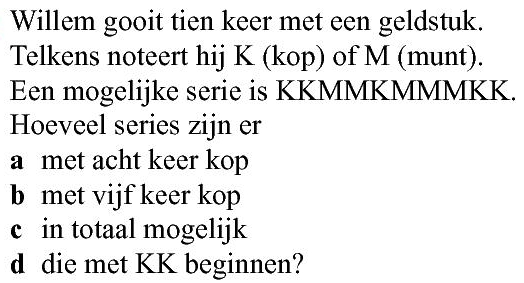 Willem gooit tien keer met een geldstuk.
Telkens noteert hij K (kop) of M (munt).
Een mogelijke serie is KKMMKMMMKK.
Hoeveel series zijn er
a met acht keer kop
b met vijf keer kop
c in totaal mogelijk
d die met KK beginnen?